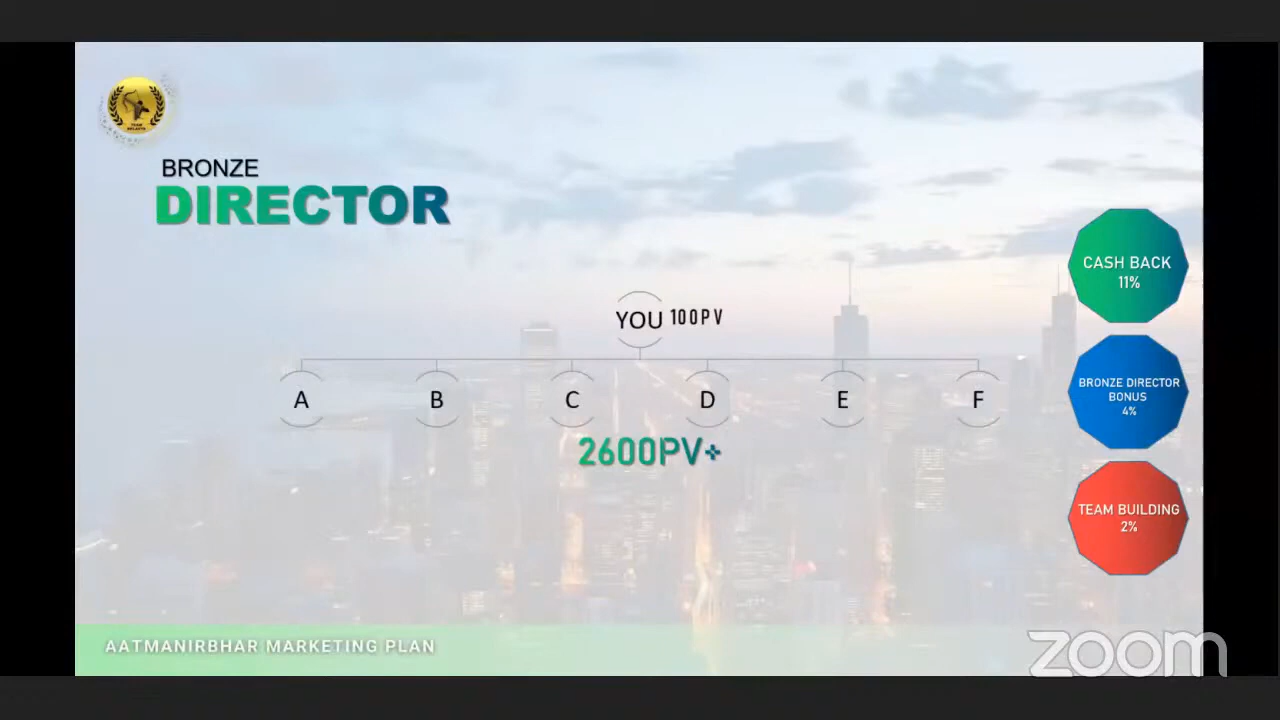 BRONZE
DIRECTOR
YOU 100PV
A B C D E F
2600PV+
CASH BACK
11%
BRONZE DIRECTOR
BONUS
4%
TEAM BUILDING
2%
AATMANIRBHAR MARKETING PLAN
zoom